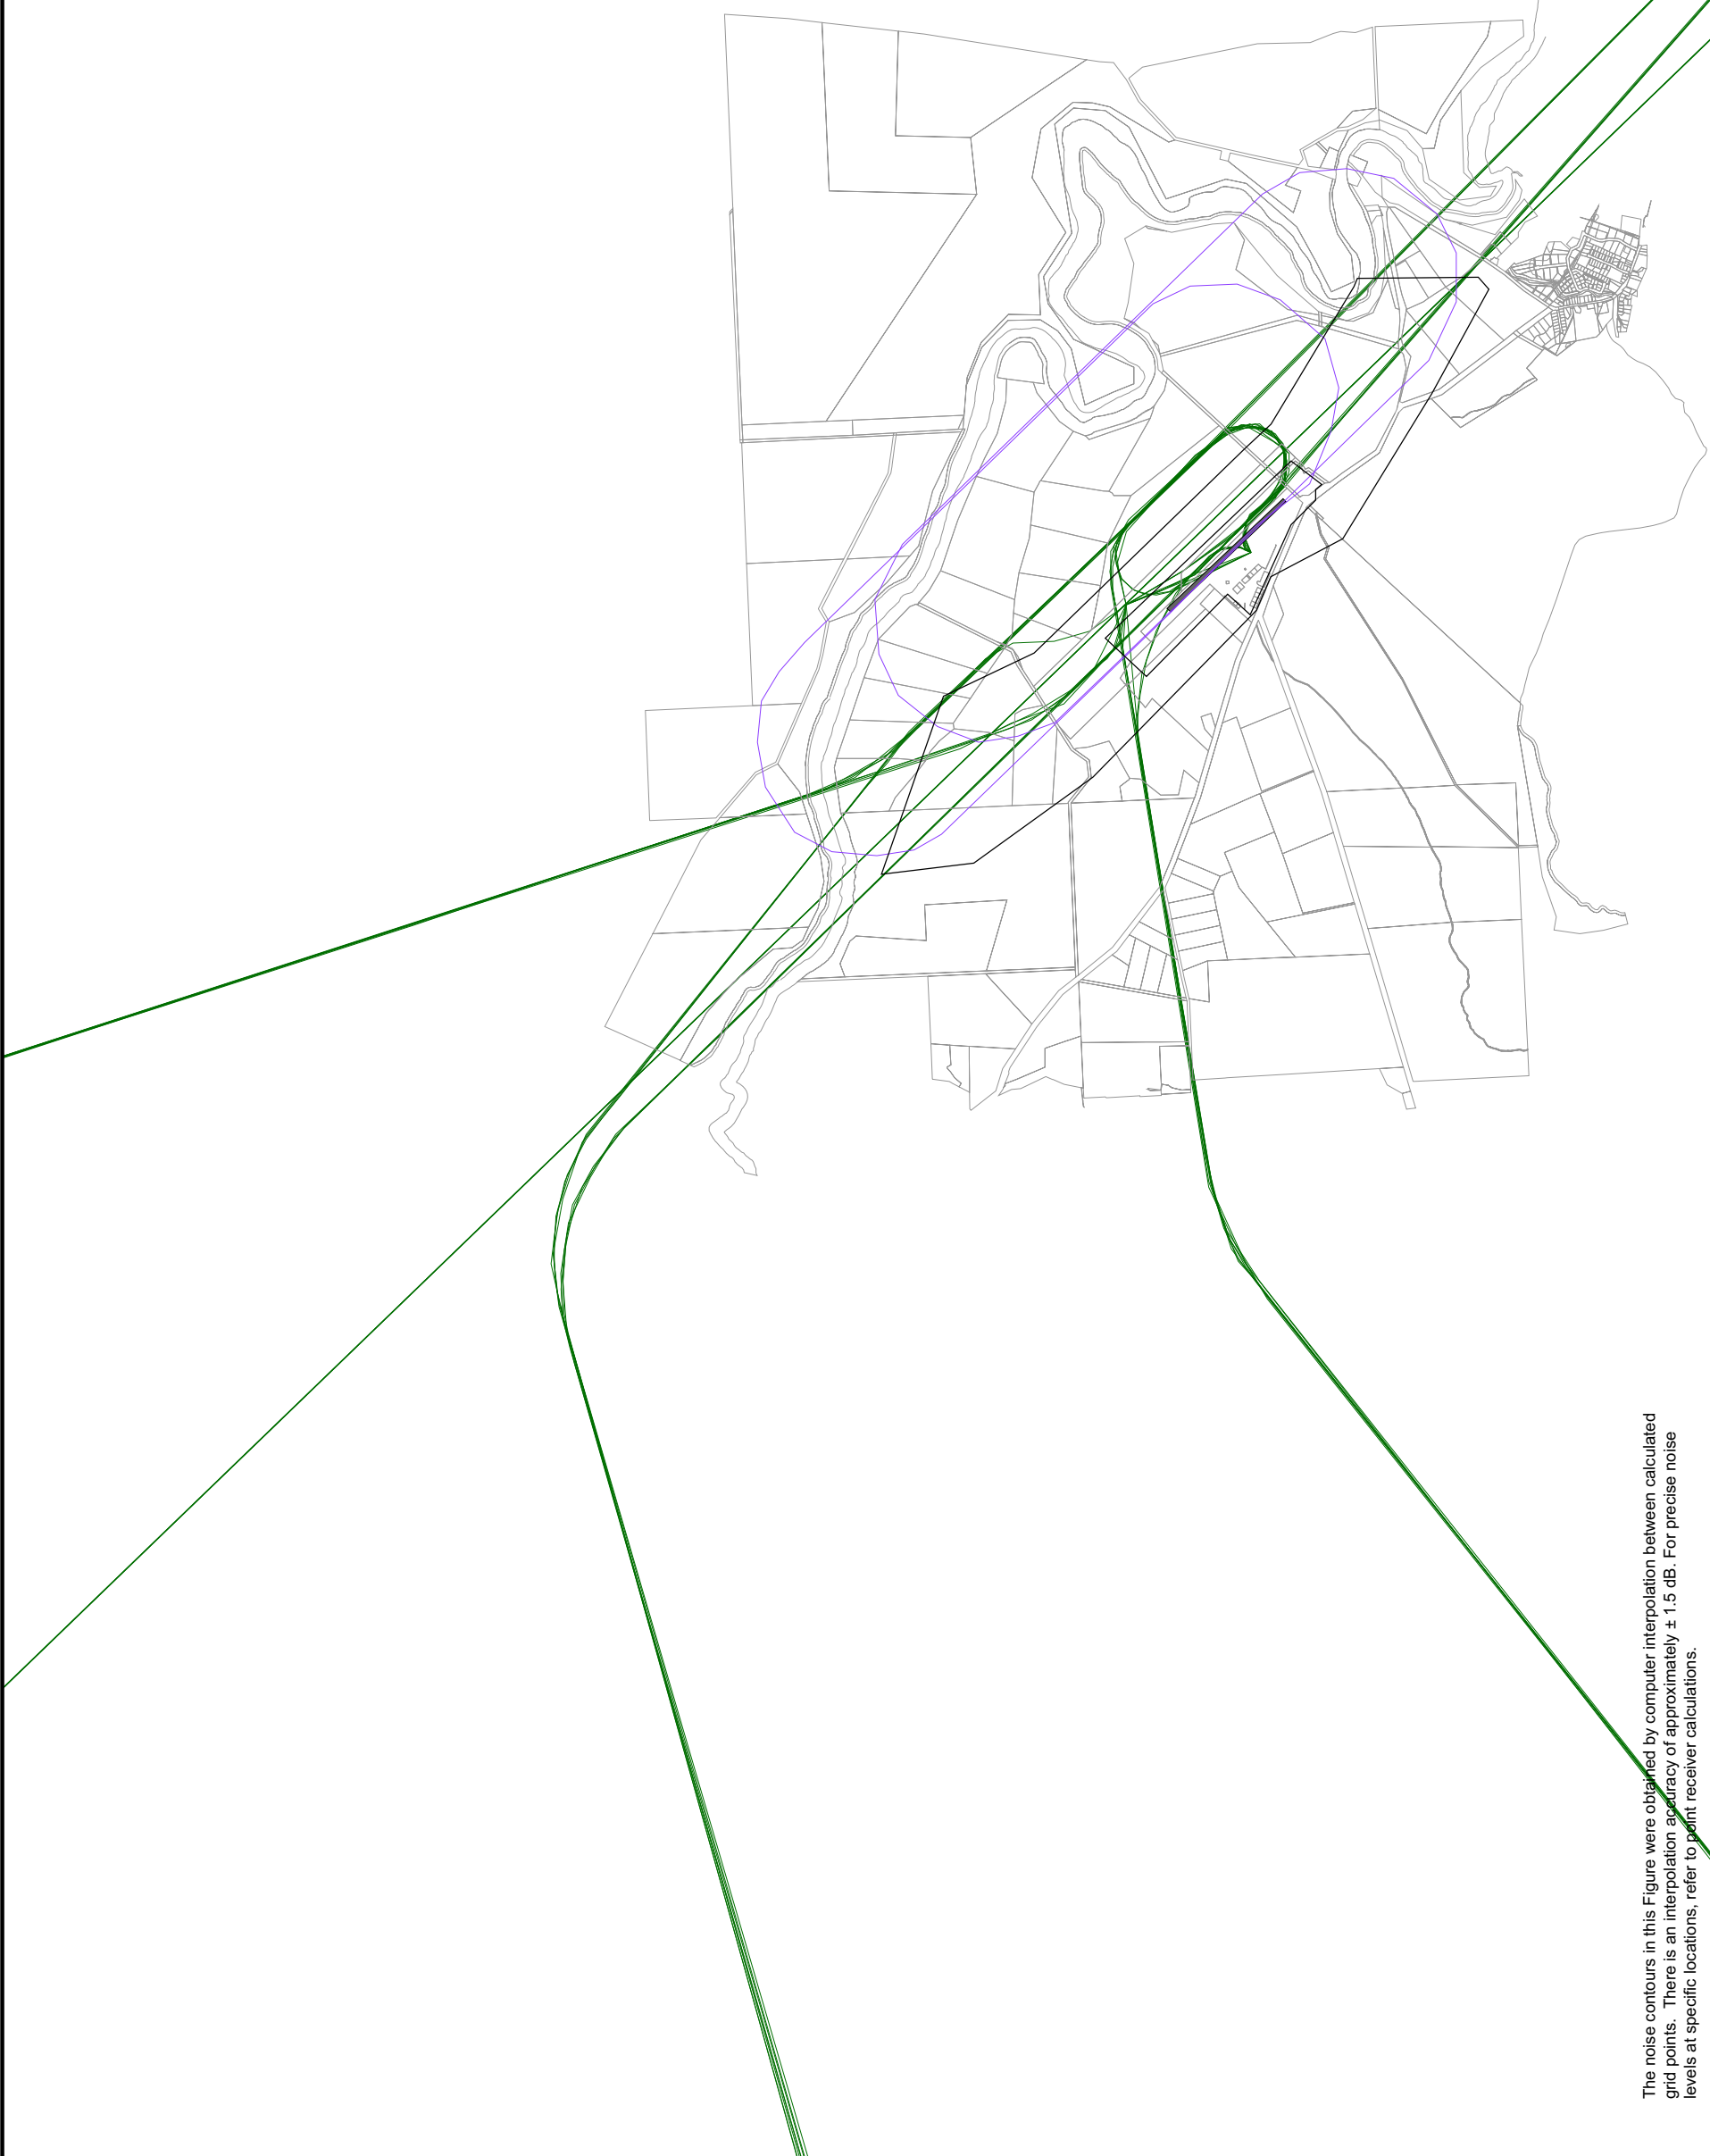 The noise contours in this Figure were obtained by computer interpolation between calculated
grid points.  There is an interpolation accuracy of approximately ± 1.5 dB. For precise noise
levels at specific locations, refer to point receiver calculations.